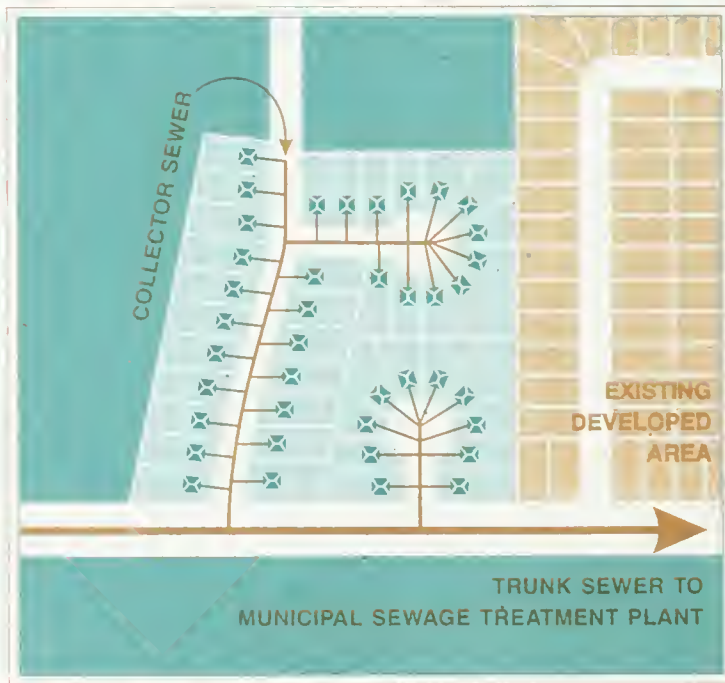 COLLECTOR SEWER
EXISTING
DEVELOPED
AREA
TRUNK SEWER TO
MUNICIPAL SEWAGE TREATMENT PLANT